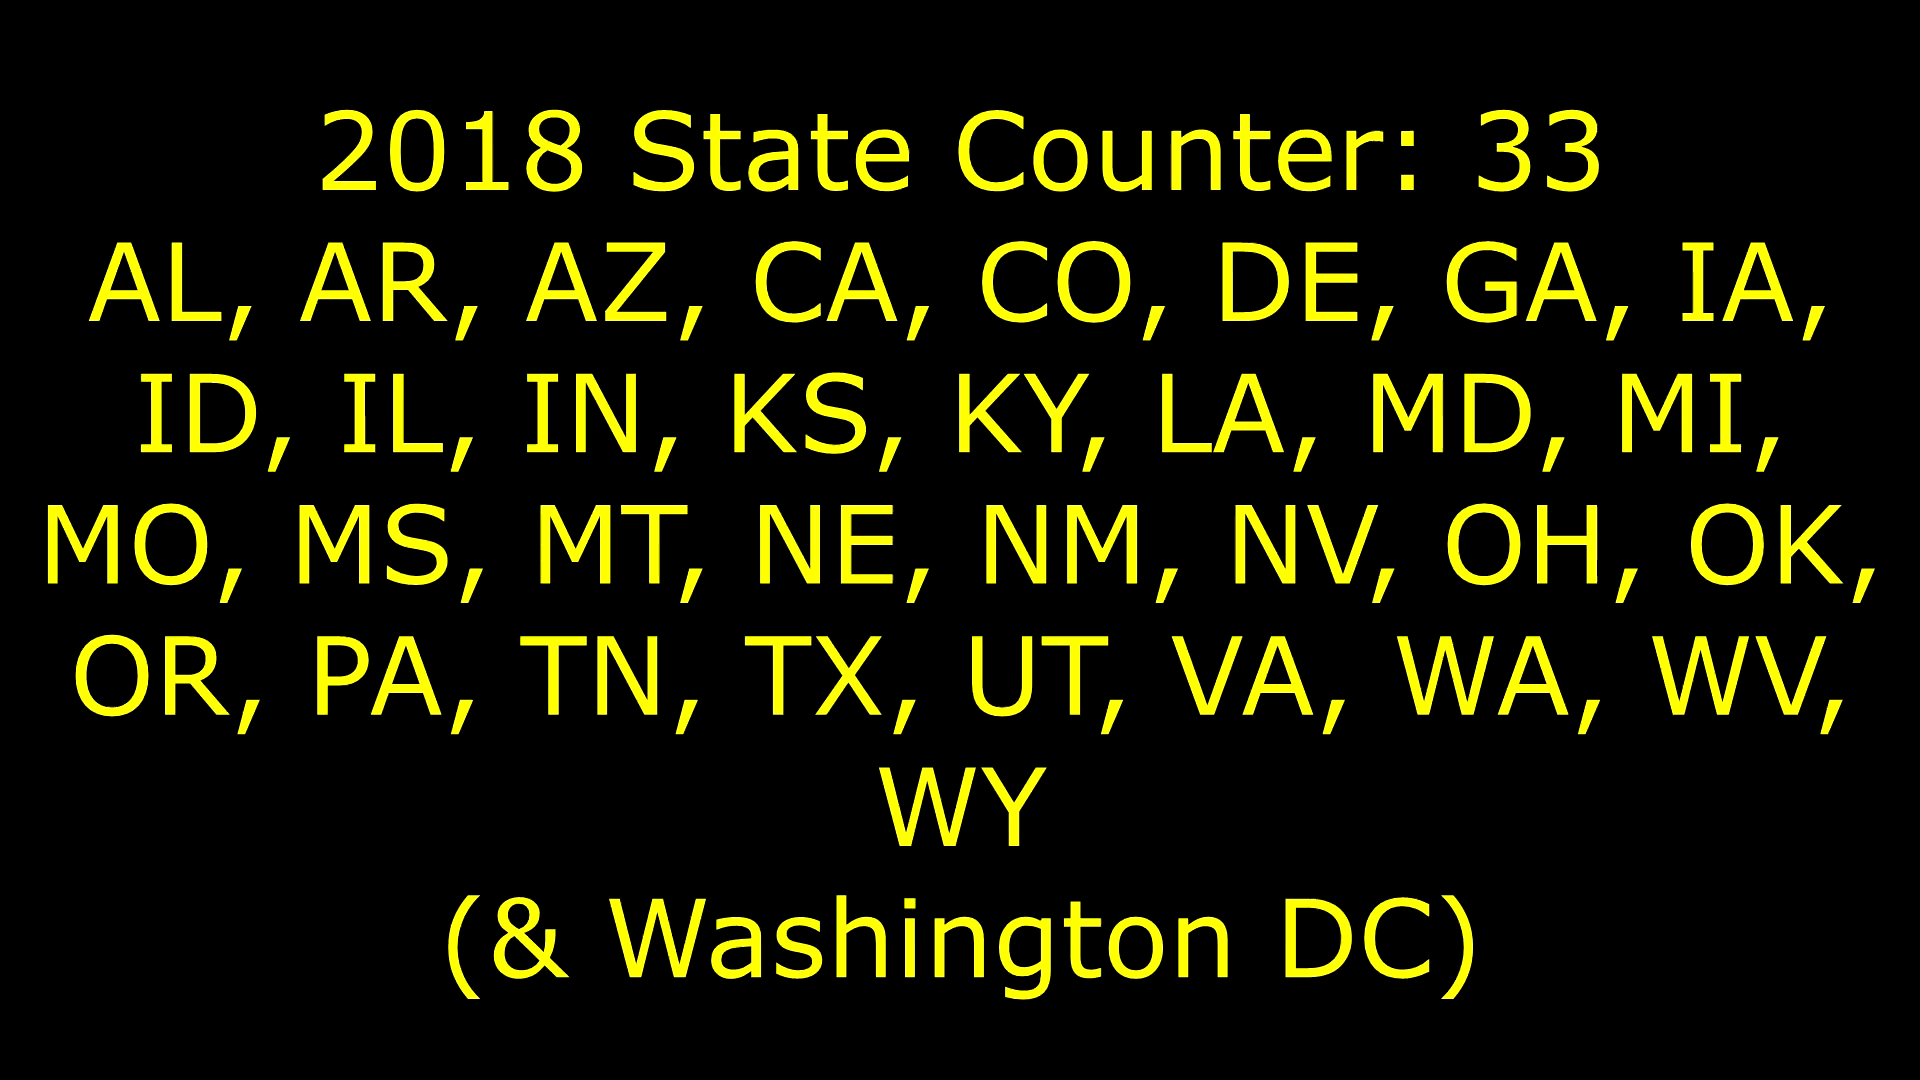 2018 State Counter: 33
AL, AR, AZ, CA, CO, DE, GA, IA,
ID, IL, IN, KS, KY, LA, MD, MI,
MO, MS, MT, NE, NM, NV, OH, OK,
OR, PA, TN, TX, UT, VA, WA, WV,
WY
(& Washington DC)